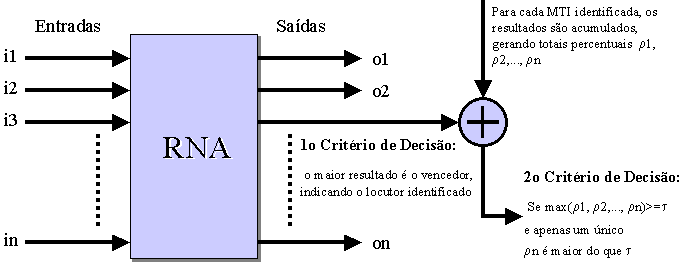 Entradas
Saídas
Para cada MTI identificada, os
resultados são acumulados,
gerando totais percentuais ρ1,
ρ2,..., ρn
i1
i2
i3
in
RNA
o1
o2
on
1o Critério de Decisão:
o maior resultado é o vencedor,
indicando o locutor identificado
2o Critério de Decisão:
Se max(ρ1, ρ2,..., ρn)>=τ
e apenas um único
ρn é maior do que τ